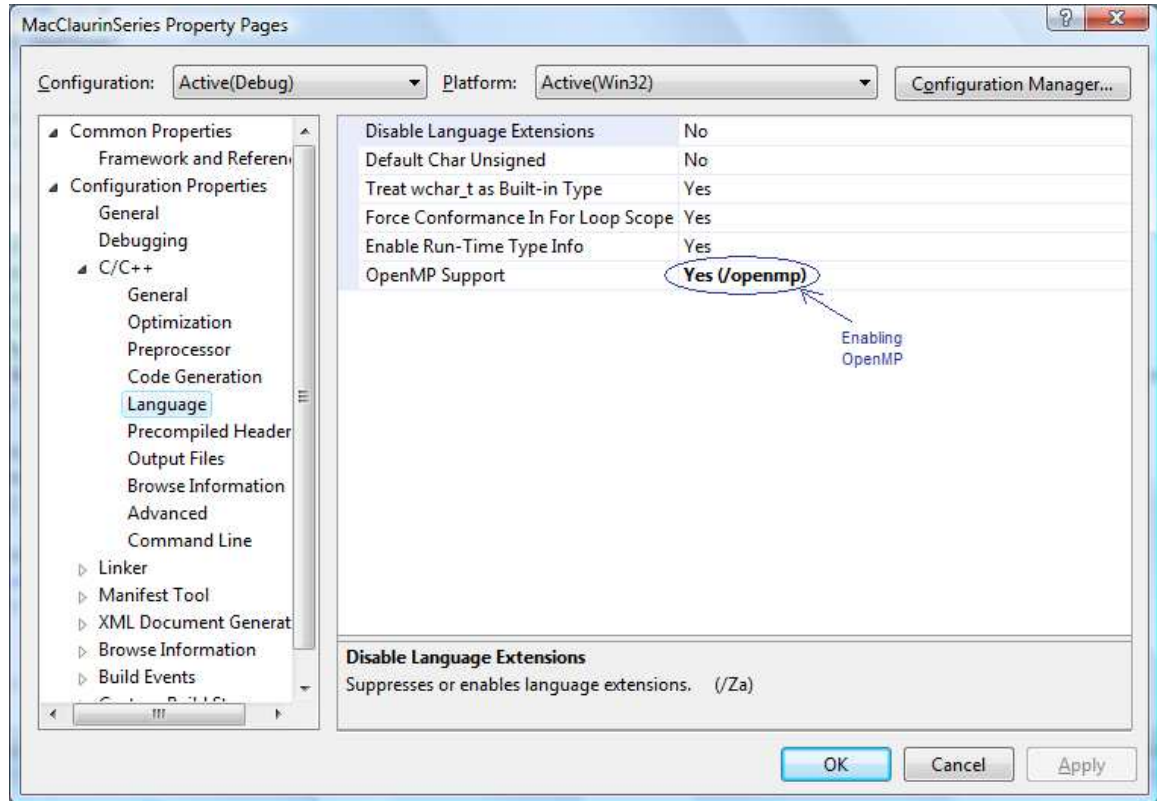 MacClaurinSeries Property Pages
Configuration: Active(Debug) Platform: Active(Win32) Configuration Manager...
Common Properties
Framework and Referen
Configuration Properties
General
Debugging
C/C++
General
Optimization
Preprocessor
Code Generation
Language
Precompiled Header
Output Files
Browse Information
Advanced
Command Line
Linker
Manifest Tool
XML Document Generat
Browse Information
Build Events
Disable Language Extensions No
Default Char Unsigned No
Treat wchar_t as Built-in Type Yes
Force Conformance In For Loop Scope Yes
Enable Run-Time Type Info Yes
OpenMP Support Yes (/openmp)
Enabling
OpenMP
Disable Language Extensions
Suppresses or enables language extensions. (/Za)
OK Cancel Apply